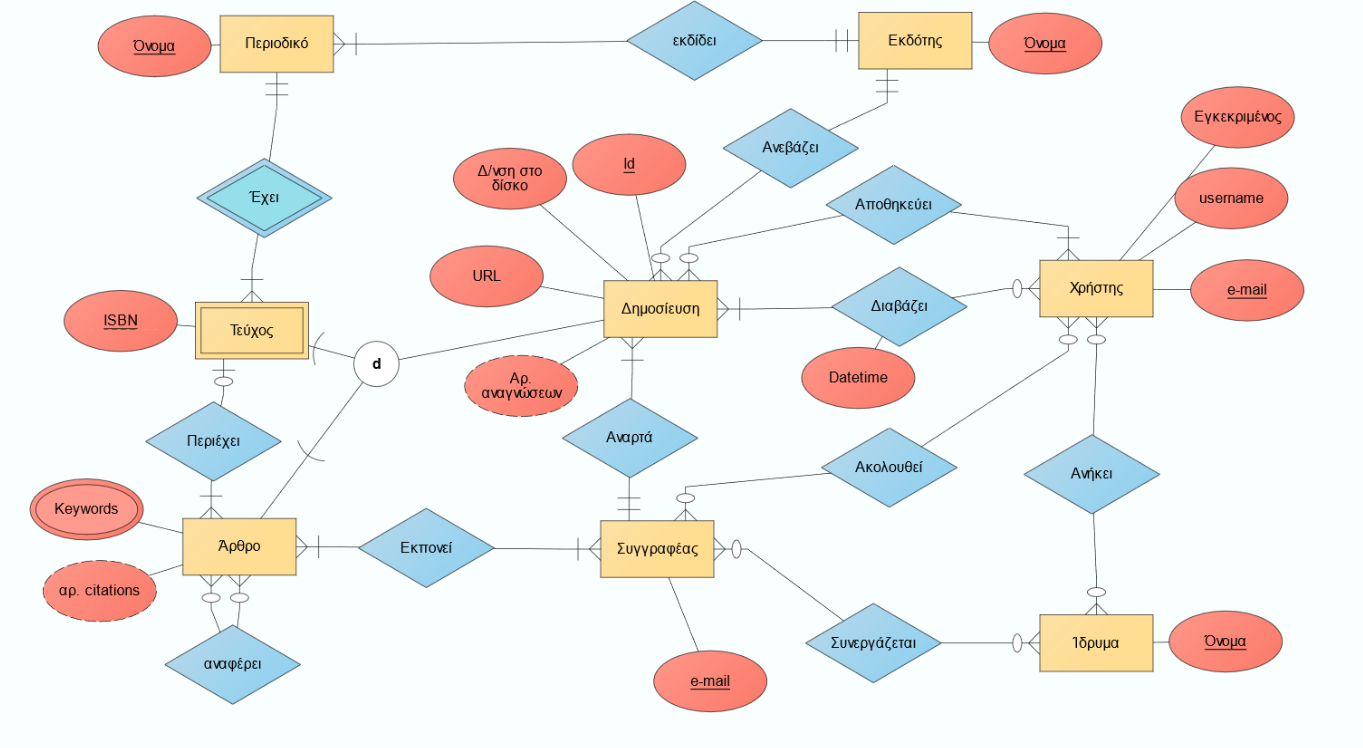 Όνομα
Περιοδικό
εκδίδει
Εκδότης
Όνομα
Εγκεκριμένος
Ανεβάζει
Id
Δ/νση στο
δίσκο
Έχει
Αποθηκεύει
username
URL
Χρήστης
e-mail
Δημοσίευση
Διαβάζει
ISBN
Τεύχος
d
Αρ.
αναγνώσεων
Datetime
Περιέχει
Αναρτά
Ακολουθεί
Ανήκει
Keywords
Άρθρο
Εκπονεί
Συγγραφέας
αρ. citations
Συνεργάζεται
Ίδρυμα
Όνομα
αναφέρει
e-mail